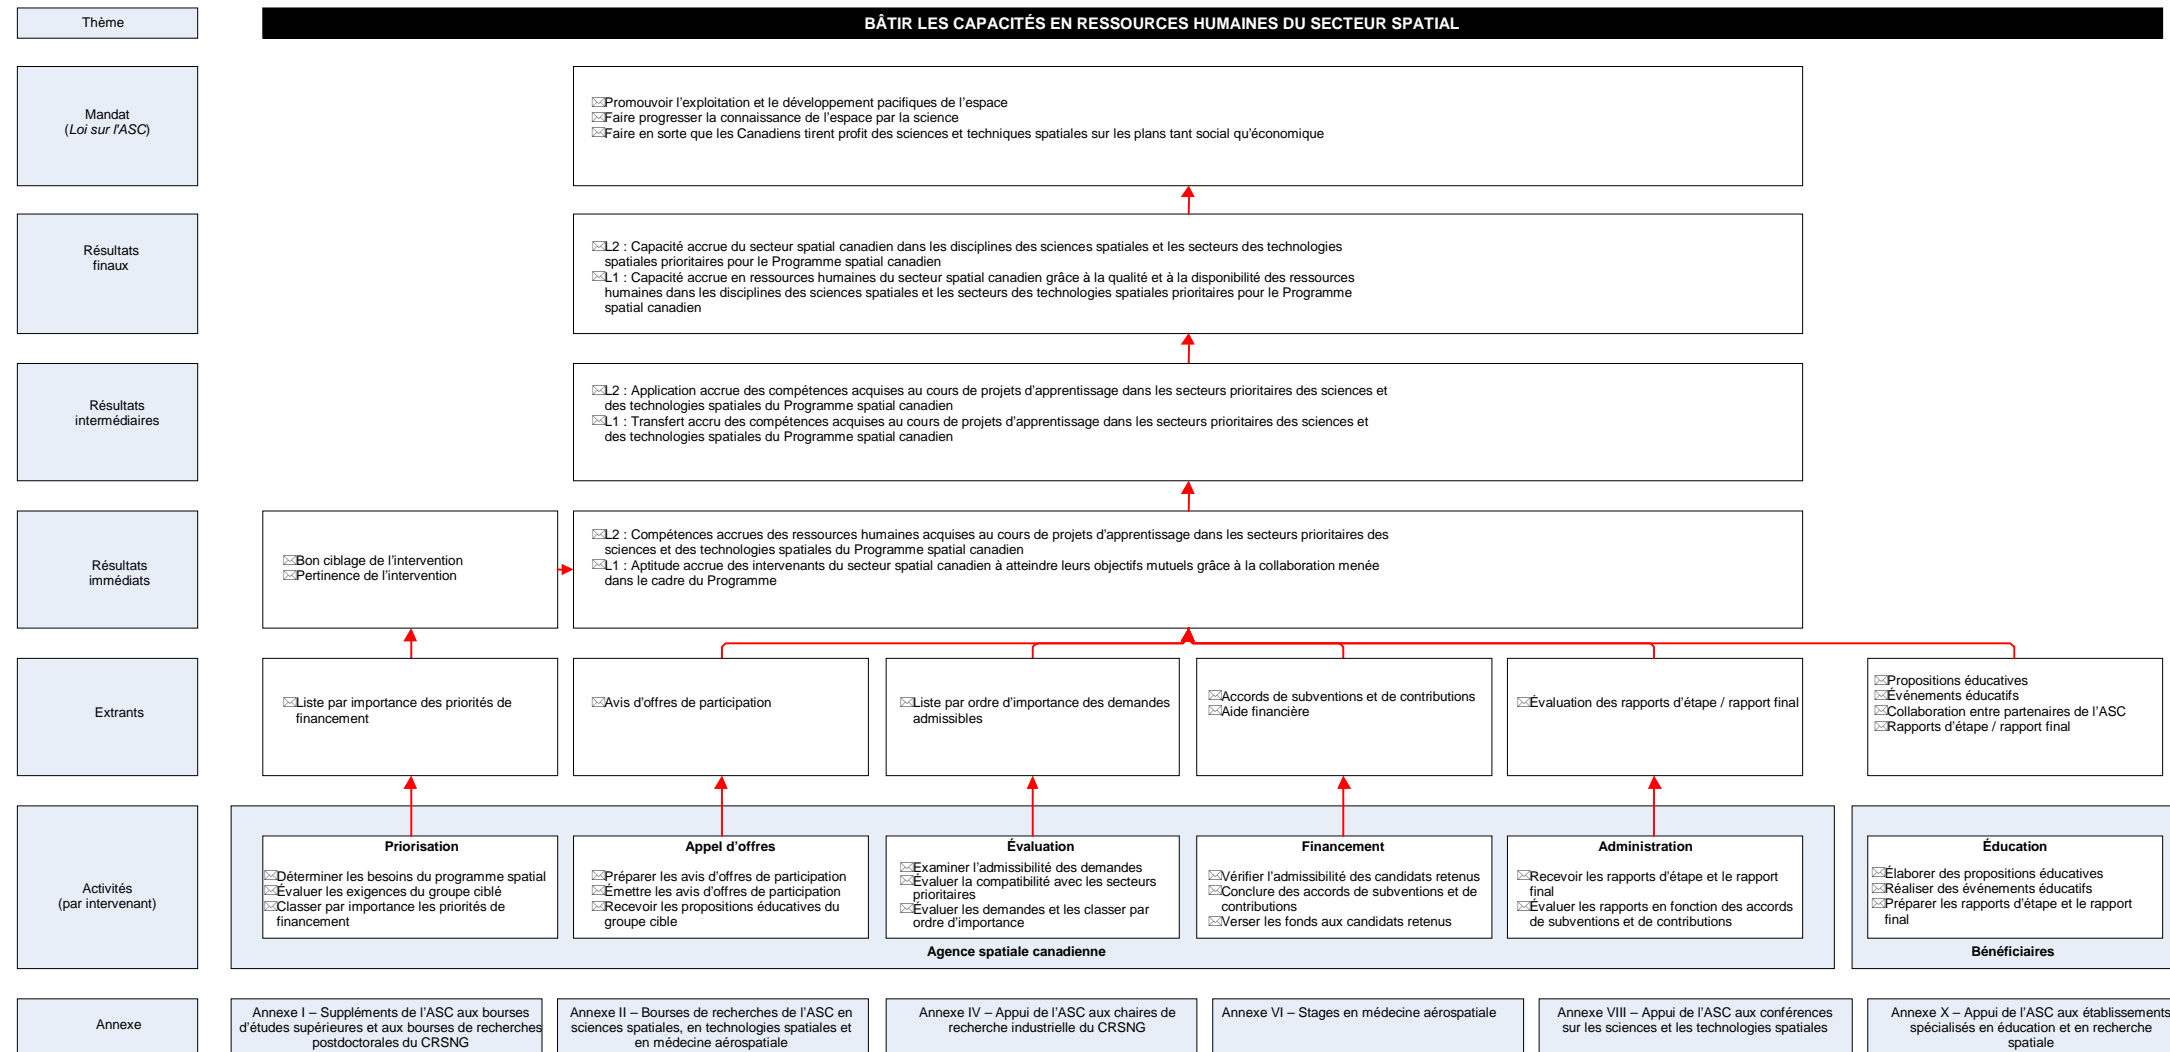 Thème
BÂTIR LES CAPACITÉS EN RESSOURCES HUMAINES DU SECTEUR SPATIAL
Mandat
(Loi sur l'ASC)
Promouvoir l'exploitation et le développement pacifiques de l'espace
Faire progresser la connaissance de l'espace par la science
Faire en sorte que les Canadiens tirent profit des sciences et techniques spatiales sur les plans tant social qu'économique
Résultats
finaux
L2 : Capacité accrue du secteur spatial canadien dans les disciplines des sciences spatiales et les secteurs des technologies
spatiales prioritaires pour le Programme spatial canadien
L1 : Capacité accrue en ressources humaines du secteur spatial canadien grâce à la qualité et à la disponibilité des ressources
humaines dans les disciplines des sciences spatiales et les secteurs des technologies spatiales prioritaires pour le Programme
spatial canadien
Résultats
intermédiaires
L2 : Application accrue des compétences acquises au cours de projets d'apprentissage dans les secteurs prioritaires des sciences et
des technologies spatiales du Programme spatial canadien
L1 : Transfert accru des compétences acquises au cours de projets d'apprentissage dans les secteurs prioritaires des sciences et
des technologies spatiales du Programme spatial canadien
Résultats
immédiats
Bon ciblage de l'intervention
Pertinence de l'intervention
L2 : Compétences accrues des ressources humaines acquises au cours de projets d'apprentissage dans les secteurs prioritaires des
sciences et des technologies spatiales du Programme spatial canadien
L1 : Aptitude accrue des intervenants du secteur spatial canadien à atteindre leurs objectifs mutuels grâce à la collaboration menée
dans le cadre du Programme
Extrants
Liste par importance des priorités de
financement
Avis d'offres de participation
Liste par ordre d'importance des demandes
admissibles
Accords de subventions et de contributions
Aide financière
Évaluation des rapports d'étape / rapport final
Propositions éducatives
Événements éducatifs
Collaboration entre partenaires de l'ASC
Rapports d'étape / rapport final
Activités
(par intervenant)
Priorisation
Déterminer les besoins du programme spatial
Évaluer les exigences du groupe ciblé
Classer par importance les priorités de
financement
Appel d'offres
Préparer les avis d'offres de participation
Émettre les avis d'offres de participation
Recevoir les propositions éducatives du
groupe cible
Évaluation
Examiner l'admissibilité des demandes
Évaluer la compatibilité avec les secteurs
prioritaires
Évaluer les demandes et les classer par
ordre d'importance
Financement
Vérifier l'admissibilité des candidats retenus
Conclure des accords de subventions et de
contributions
Verser les fonds aux candidats retenus
Administration
Recevoir les rapports d'étape et le rapport
final
Évaluer les rapports en fonction des accords
de subventions et de contributions
Éducation
Élaborer des propositions éducatives
Réaliser des événements éducatifs
Préparer les rapports d'étape et le rapport
final
Agence spatiale canadienne
Bénéficiaires
Annexe
Annexe I – Suppléments de l'ASC aux bourses
d'études supérieures et aux bourses de recherches
postdoctorales du CRSNG
Annexe II – Bourses de recherches de l'ASC en
sciences spatiales, en technologies spatiales et
en médecine aérospatiale
Annexe IV – Appui de l'ASC aux chaires de
recherche industrielle du CRSNG
Annexe VI – Stages en médecine aérospatiale
Annexe VIII – Appui de l'ASC aux conférences
sur les sciences et les technologies spatiales
Annexe X – Appui de l'ASC aux établissements
spécialisés en éducation et en recherche
spatiale